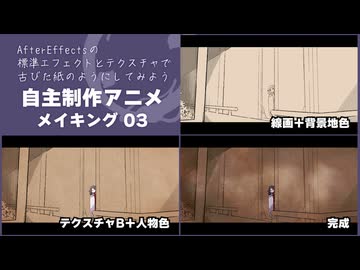 AfterEffectsの
標準エフェクトとテクスチャで
古びた紙のようにしてみよう
自主制作アニメ
メイキング 03
線画＋背景地色
テクスチャB＋人物色
完成